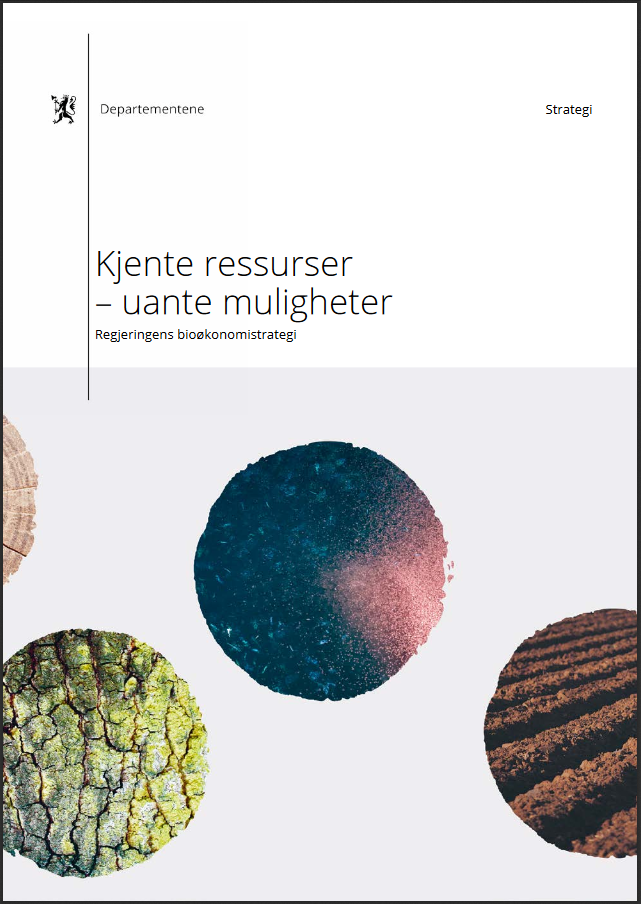 Departementene
Strategi
Kjente ressurser
– uante muligheter
Regjeringens bioøkonomistrategi